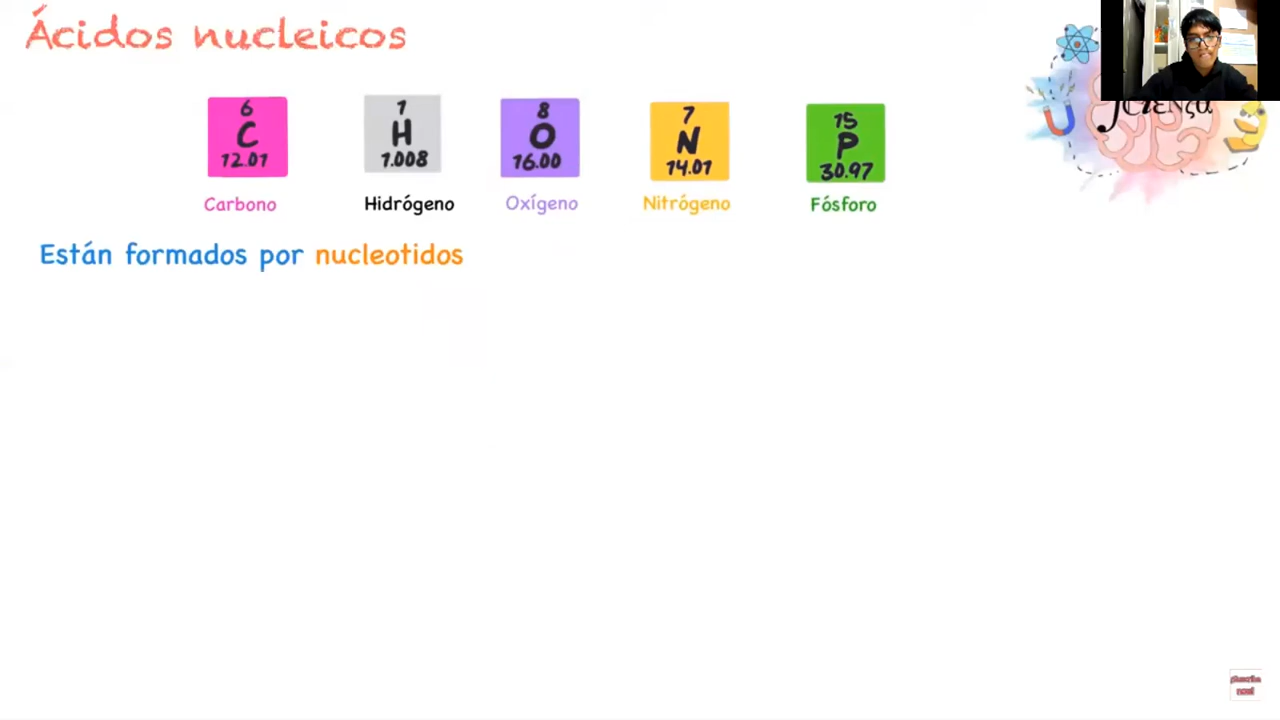 Ácidos nucleicos
6
C
12.01
1
H
1.008
8
O
16.00
7
N
14.01
15
P
30.97
Carbono Hidrógeno Oxígeno Nitrógeno Fósforo
Están formados por nucleotidos
now!